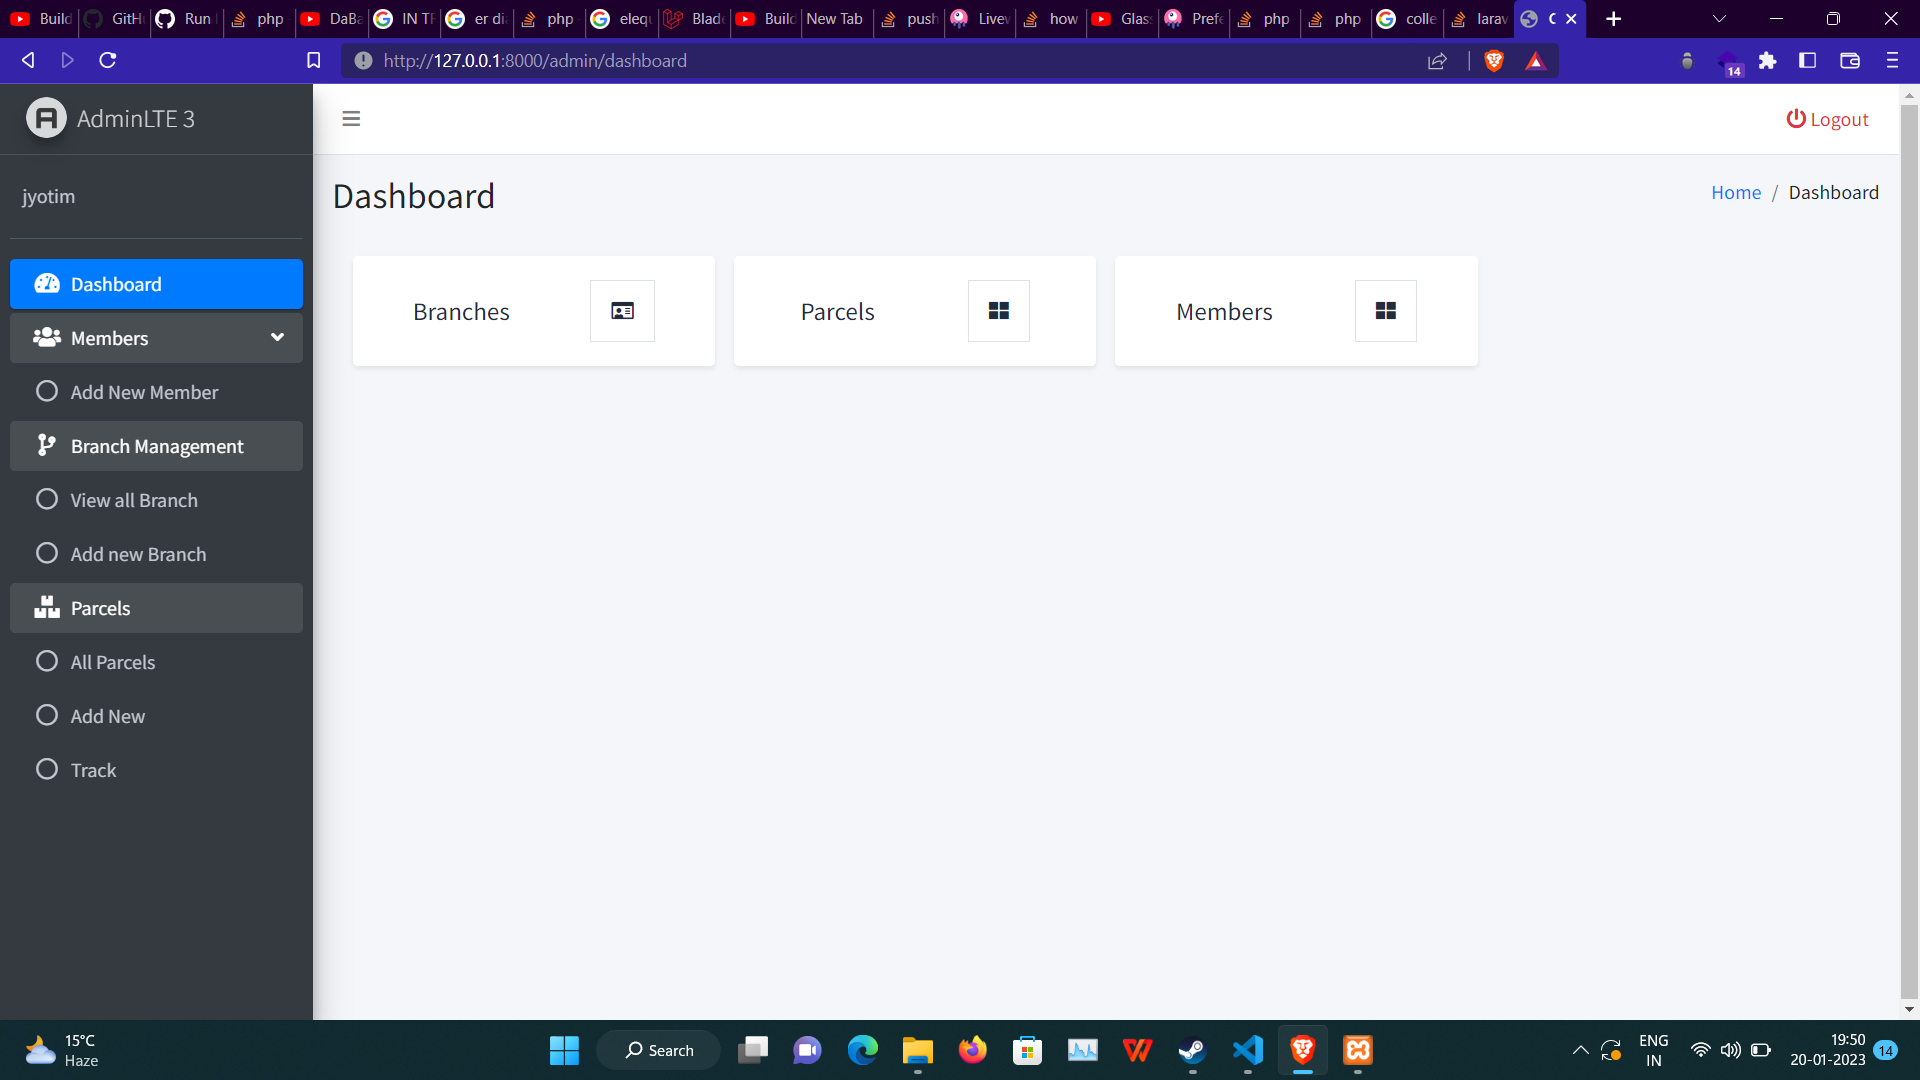 Build
GitH
Run
php
DaBa
IN TF
er di
php
elequ
Blade
Build
New Tab
push
Livew
how
Glas
Prefe
php
php
colle
larav
http://127.0.0.1:8000/admin/dashboard
14
AdminLTE 3
Logout
jyotim
Dashboard
Home / Dashboard
Dashboard
Members
Add New Member
Branch Management
View all Branch
Add new Branch
Parcels
All Parcels
Add New
Track
Branches
Parcels
Members
15°C
Haze
Search
ENG
IN
19:50
20-01-2023
14